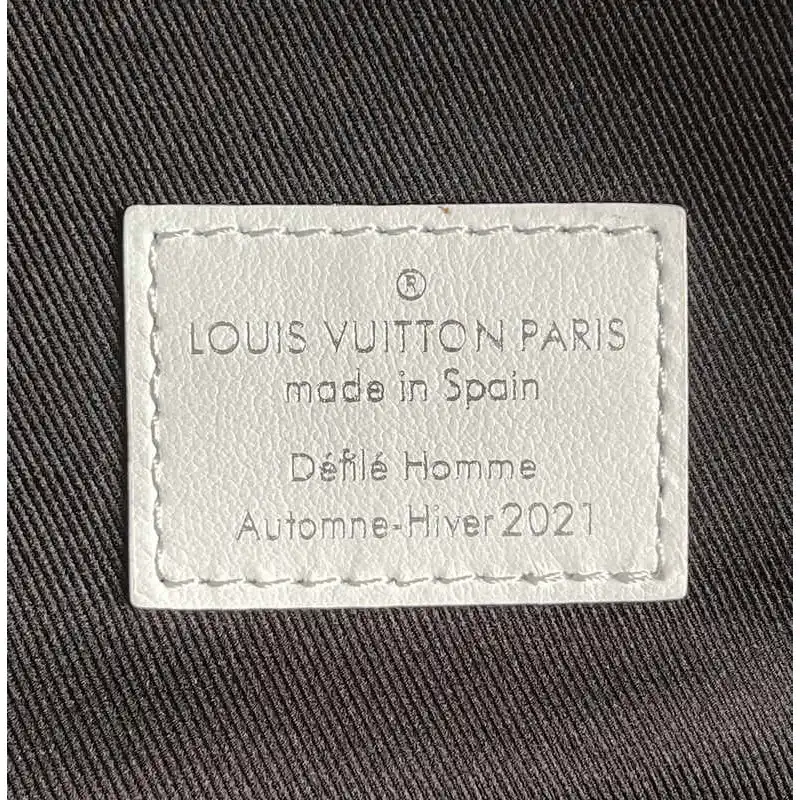 ®
LOUIS VUITTON PARIS
made in Spain
Défilé Homme
Automne-Hiver 2021